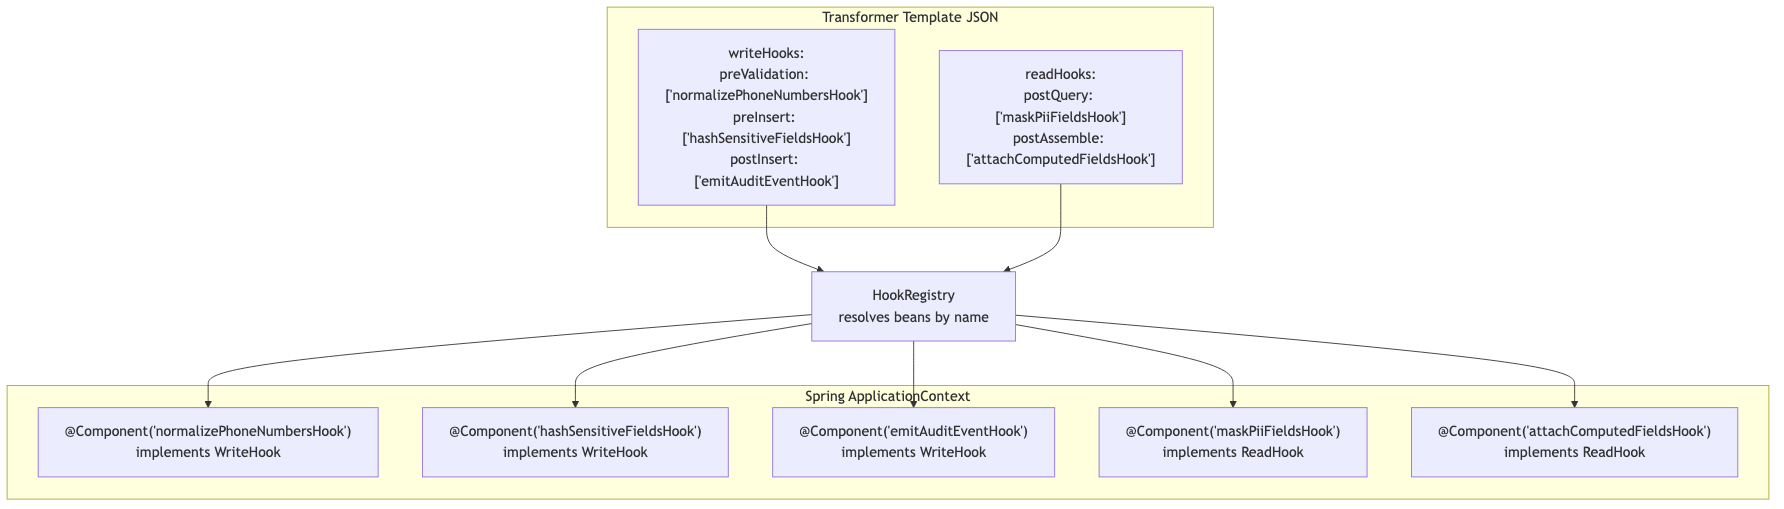 Transformer Template JSON
writeHooks:
preValidation:
['normalizePhoneNumbersHook']
preInsert:
['hashSensitiveFieldsHook']
postInsert:
['emitAuditEventHook']
readHooks:
postQuery:
['maskPiiFieldsHook']
postAssemble:
['attachComputedFieldsHook']
HookRegistry
resolves beans by name
Spring ApplicationContext
@Component('normalizePhoneNumbersHook')
implements WriteHook
@Component('hashSensitiveFieldsHook')
implements WriteHook
@Component('emitAuditEventHook')
implements WriteHook
@Component('maskPiiFieldsHook')
implements ReadHook
@Component('attachComputedFieldsHook')
implements ReadHook